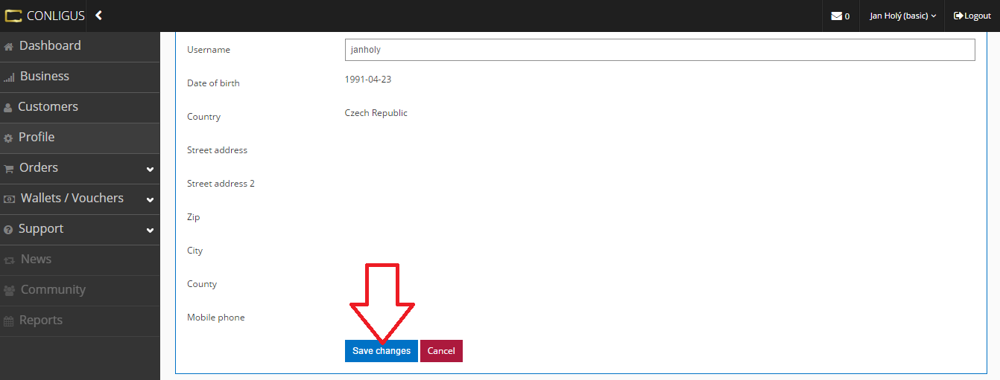 CONLIGUS
0
Jan Holý (basic)
Logout
Dashboard
Business
Customers
Profile
Orders
Wallets / Vouchers
Support
News
Community
Reports
Username
janholy
Date of birth
1991-04-23
Country
Czech Republic
Street address
Street address 2
Zip
City
County
Mobile phone
Save changes
Cancel